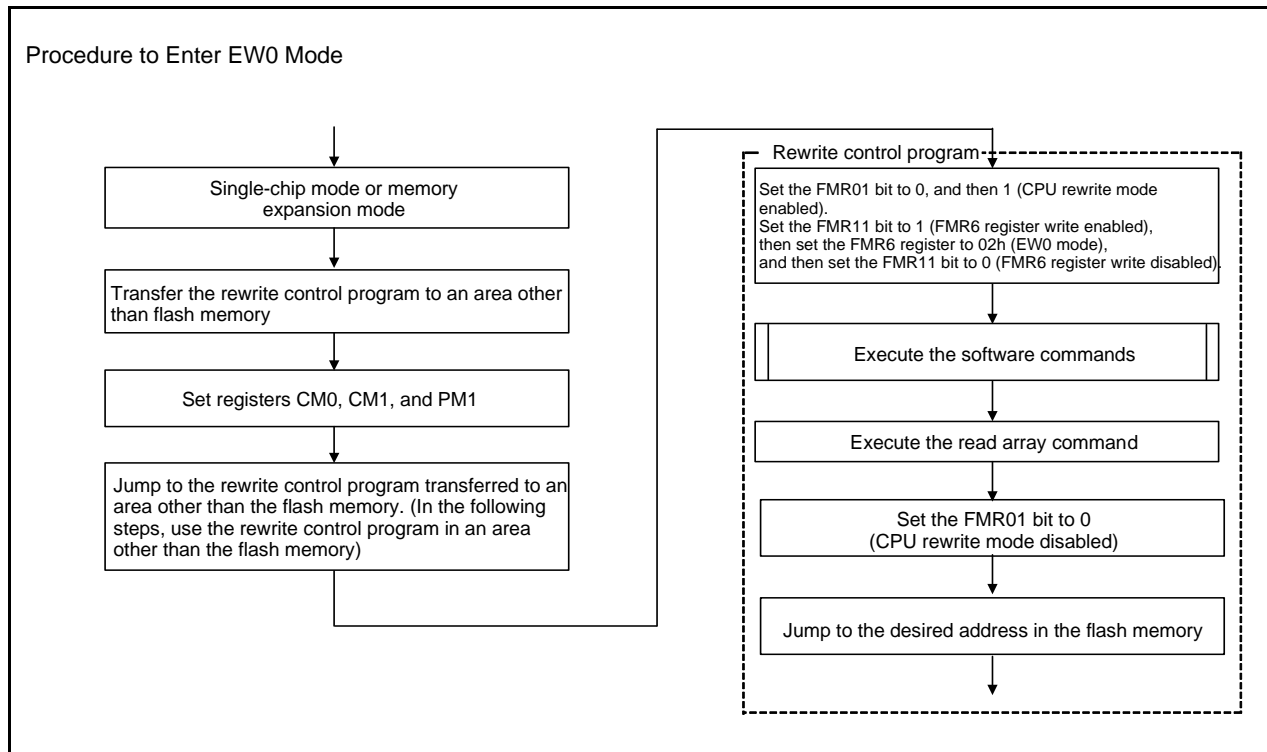 Procedure to Enter EW0 Mode
Single-chip mode or memory
expansion mode
Transfer the rewrite control program to an area other
than flash memory
Set registers CM0, CM1, and PM1
Jump to the rewrite control program transferred to an
area other than the flash memory. (In the following
steps, use the rewrite control program in an area
other than the flash memory)
Rewrite control program
Set the FMR01 bit to 0, and then 1 (CPU rewrite mode
enabled).
Set the FMR11 bit to 1 (FMR6 register write enabled),
then set the FMR6 register to 02h (EW0 mode),
and then set the FMR11 bit to 0 (FMR6 register write disabled).
Execute the software commands
Execute the read array command
Set the FMR01 bit to 0
(CPU rewrite mode disabled)
Jump to the desired address in the flash memory